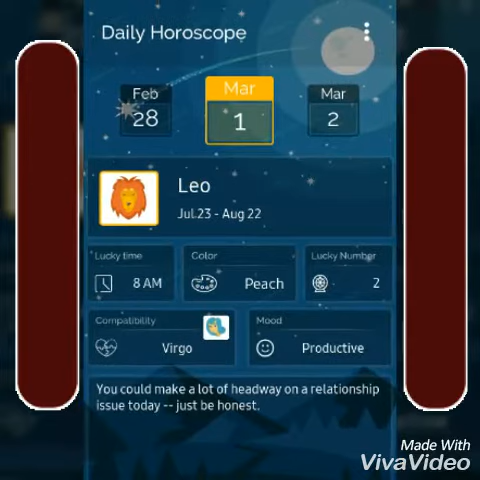 Daily Horoscope
Feb
28
Mar
1
Mar
2
Leo
Jul 23 - Aug 22
Lucky time
8 AM
Color
Peach
Lucky Number
2
Compatibility
Virgo
Mood
Productive
You could make a lot of headway on a relationship
issue today -- just be honest.
Made With
VivaVideo